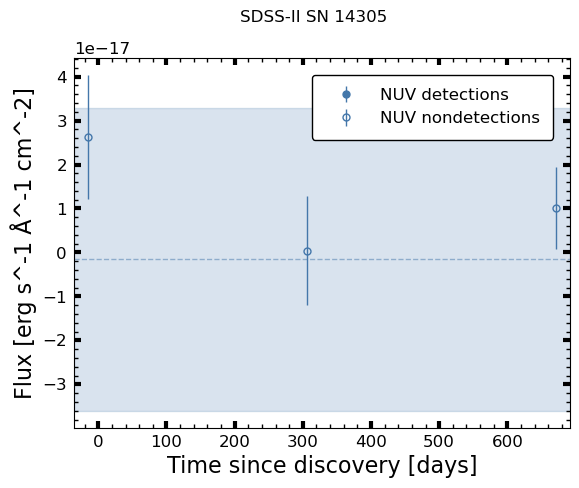 SDSS-II SN 14305
1e−17
4
3
2
1
0
−1
−2
−3
Flux [erg s^-1 Å^-1 cm^-2]
NUV detections
NUV nondetections
0 100 200 300 400 500 600
Time since discovery [days]